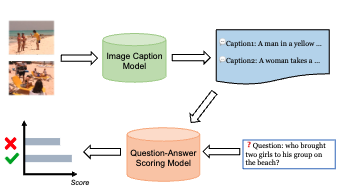 Image Caption
Model
Caption1: A man in a yellow ...
Caption2: A woman takes a ...
Question-Answer
Scoring Model
? Question: who brought
two girls to his group on
the beach?
Score